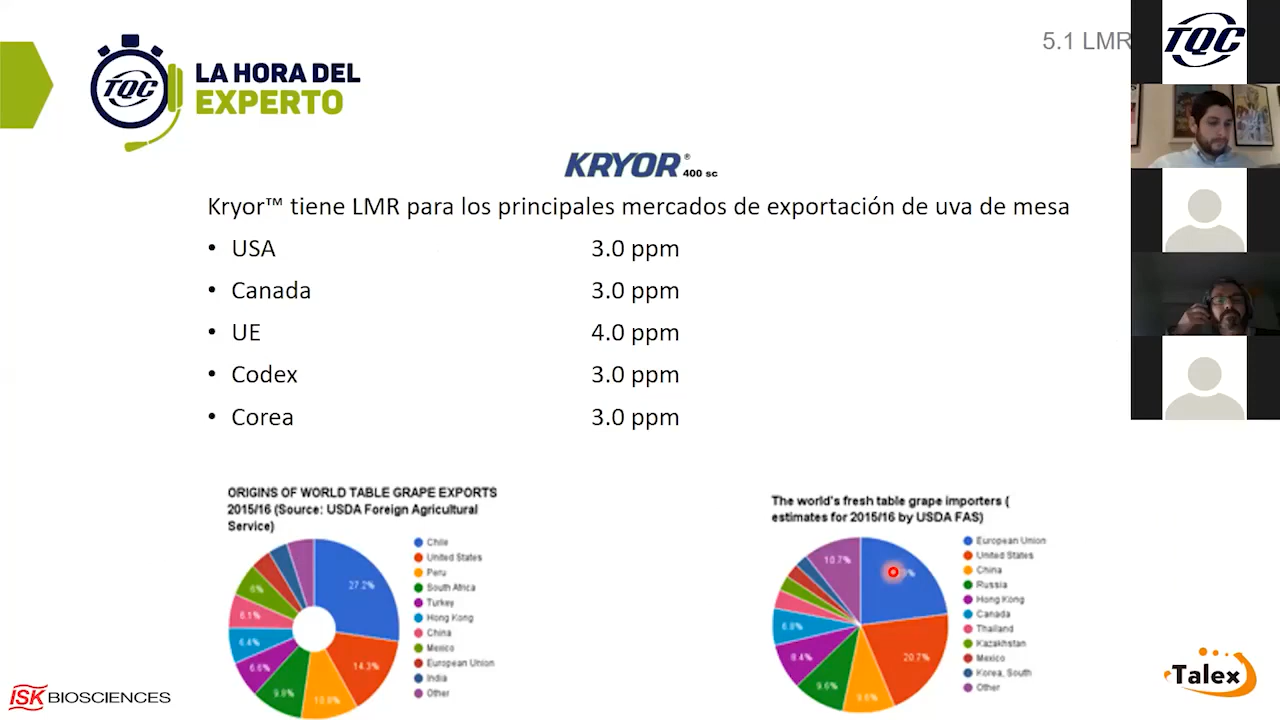 5.1 LMR
TQC
TQC
LA HORA DEL
EXPERTO
KRYOR® 400 sc
Kryor™ tiene LMR para los principales mercados de exportación de uva de mesa
• USA 3.0 ppm
• Canada 3.0 ppm
• UE 4.0 ppm
• Codex 3.0 ppm
• Corea 3.0 ppm
ORIGINS OF WORLD TABLE GRAPE EXPORTS
2015/16 (Source: USDA Foreign Agricultural
Service)
Chile
United States
Peru
South Africa
Turkey
Hong Kong
China
Mexico
European Union
India
Other
27.2%
14.3%
10.8%
9.8%
6.6%
6.4%
6.1%
6%
The world's fresh table grape importers (
estimates for 2015/16 by USDA FAS)
European Union
United States
China
Russia
Hong Kong
Canada
Thailand
Kazakhstan
Mexico
Korea, South
Other
10.7%
20.7%
9.6%
8.4%
6.8%
ISK BIOSCIENCES
Talex